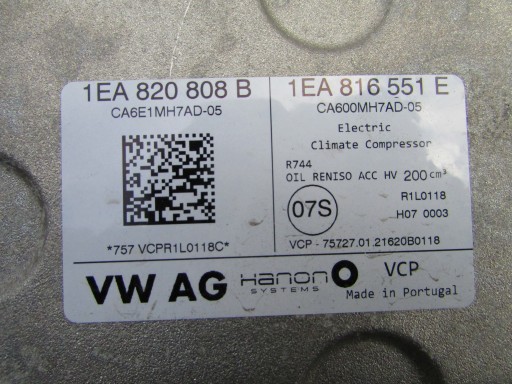 1EA 820 808 B
CA6E1MH7AD-05
*757 VCPR1L0118C*
1EA 816 551 E
CA600MH7AD-05
Electric
Climate Compressor
R744
OIL RENISO ACC HV 200 cm³
07S
R1L0118
H07 0003
VCP - 75727.01.21620B0118
VW AG
Hanon
SYSTEMS
VCP
Made in Portugal